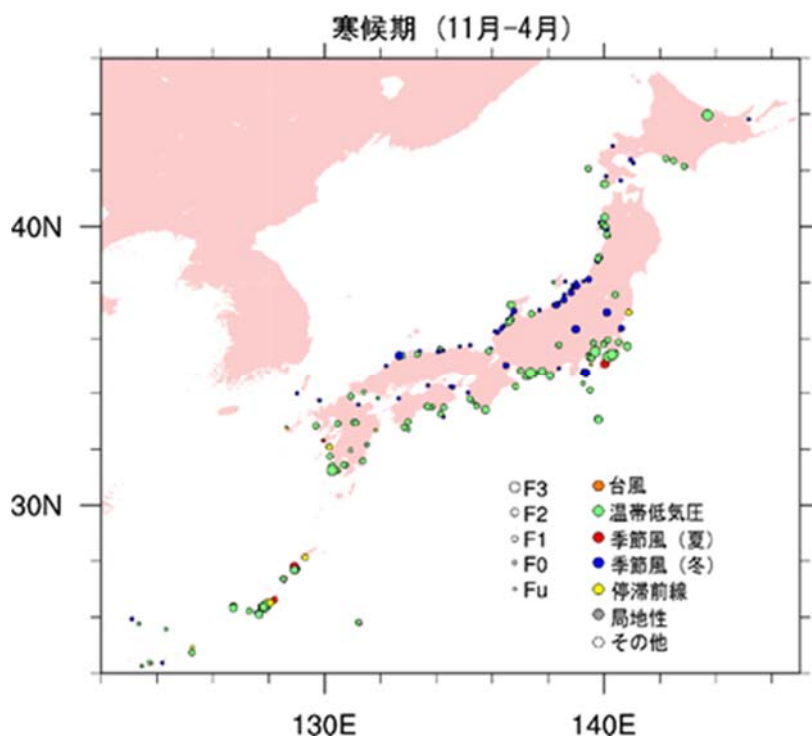 寒候期 (11月-4月)
40N
30N
130E
140E
F3
F2
F1
F0
Fu
台風
温帯低気圧
季節風 (夏)
季節風 (冬)
停滞前線
局地性
その他